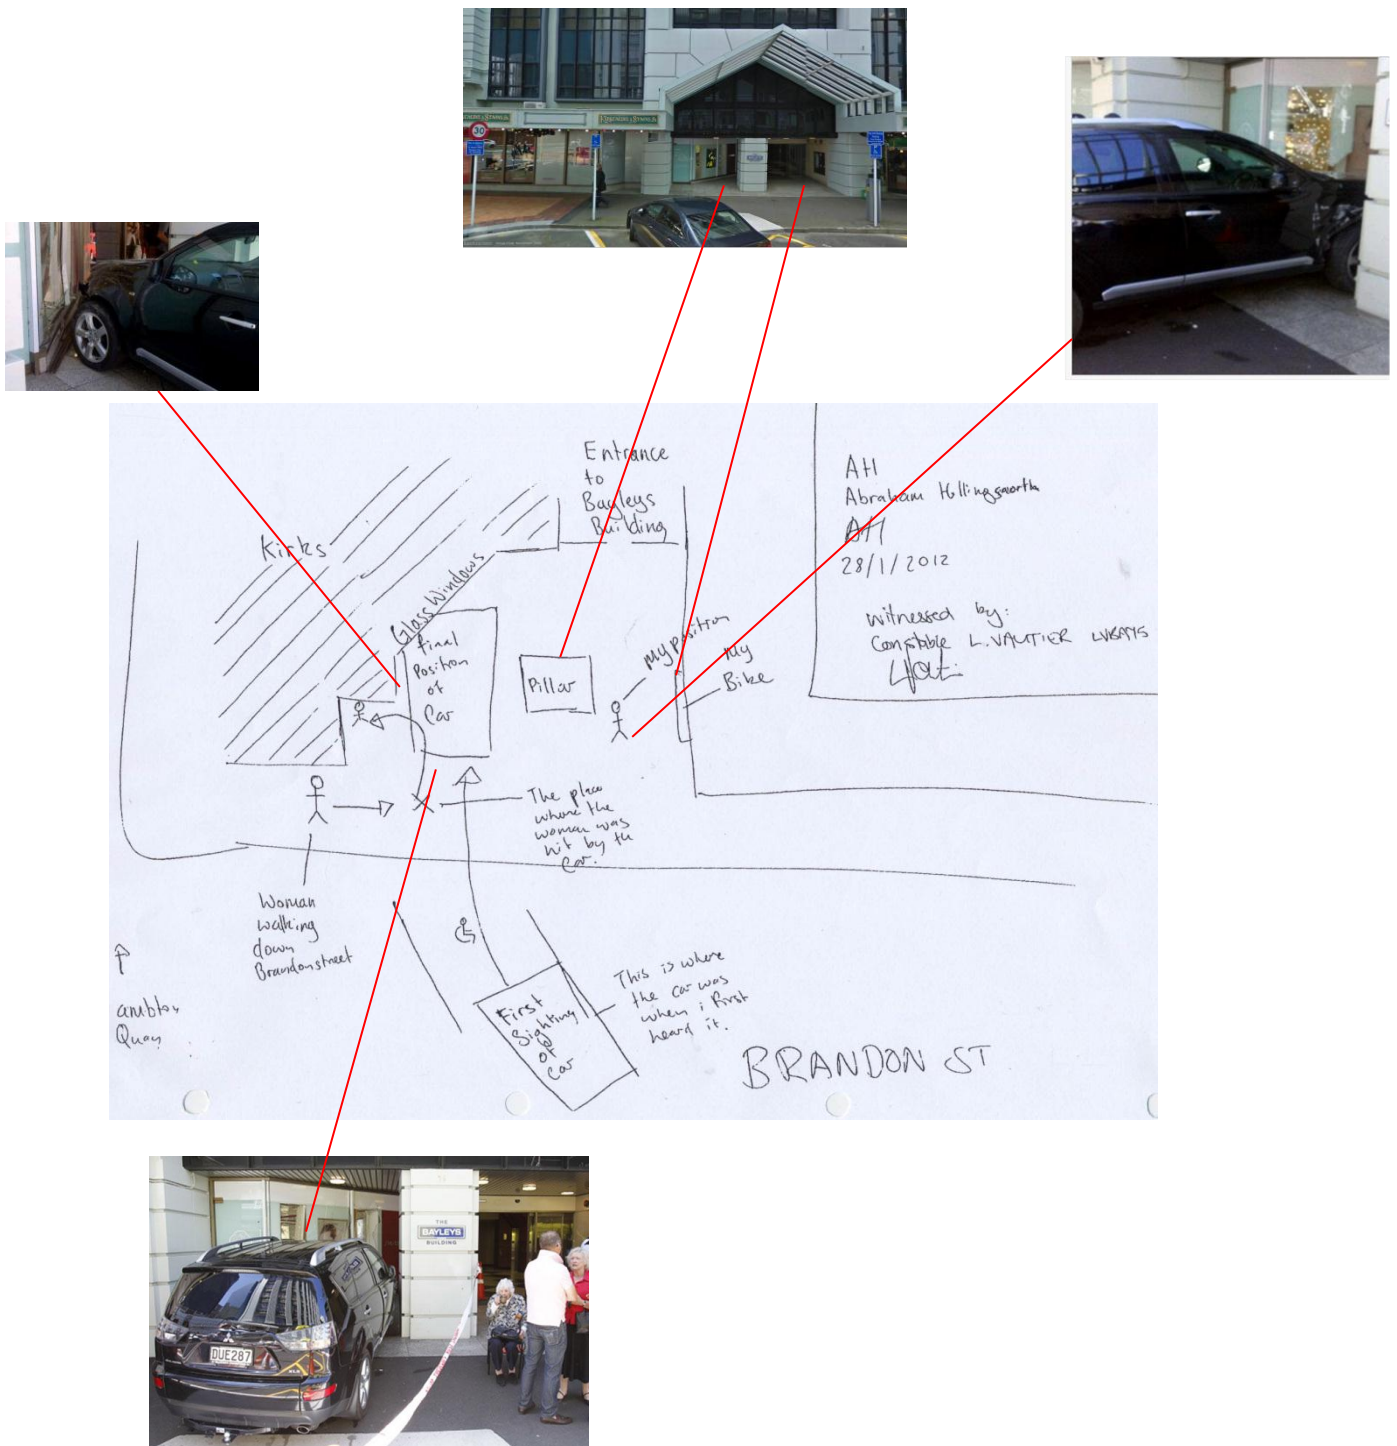 30
KIRKCALDIE & STAINS
Entrance
to
Bayleys
Building
Kirks
Glass Windows
final
Position
of
Car
Pillar
My position
My
Bike
AH
Abraham Hollingsworth
AH
28/1/2012
witnessed by:
Constable L.VAUTIER
The place
where the
woman was
hit by the
Car.
Woman
walking
down
Brandonstreet
Quay
First
Sighting
of
Car
This is where
the car was
when i first
heard it.
BRANDON ST
THE
BAYLEYS
BUILDING
DUE287